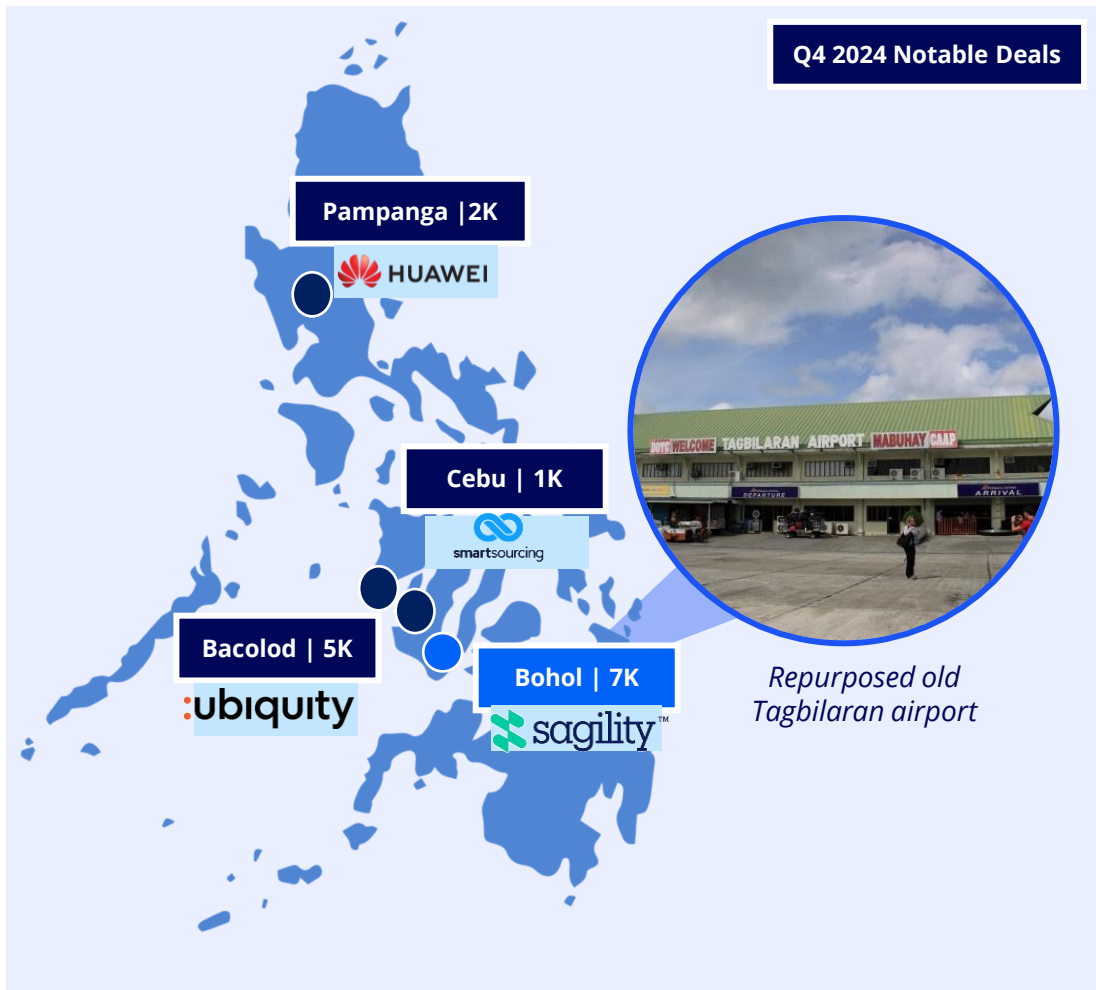 Q4 2024 Notable Deals
Pampanga |2K
HUAWEI
Cebu | 1K
smartsourcing
DOTC WELCOME TAGBILARAN AIRPORT MABUHAY CAAP
DEPARTURE
ARRIVAL
Bacolod | 5K
:ubiquity
Bohol | 7K
sagility™
Repurposed old
Tagbilaran airport